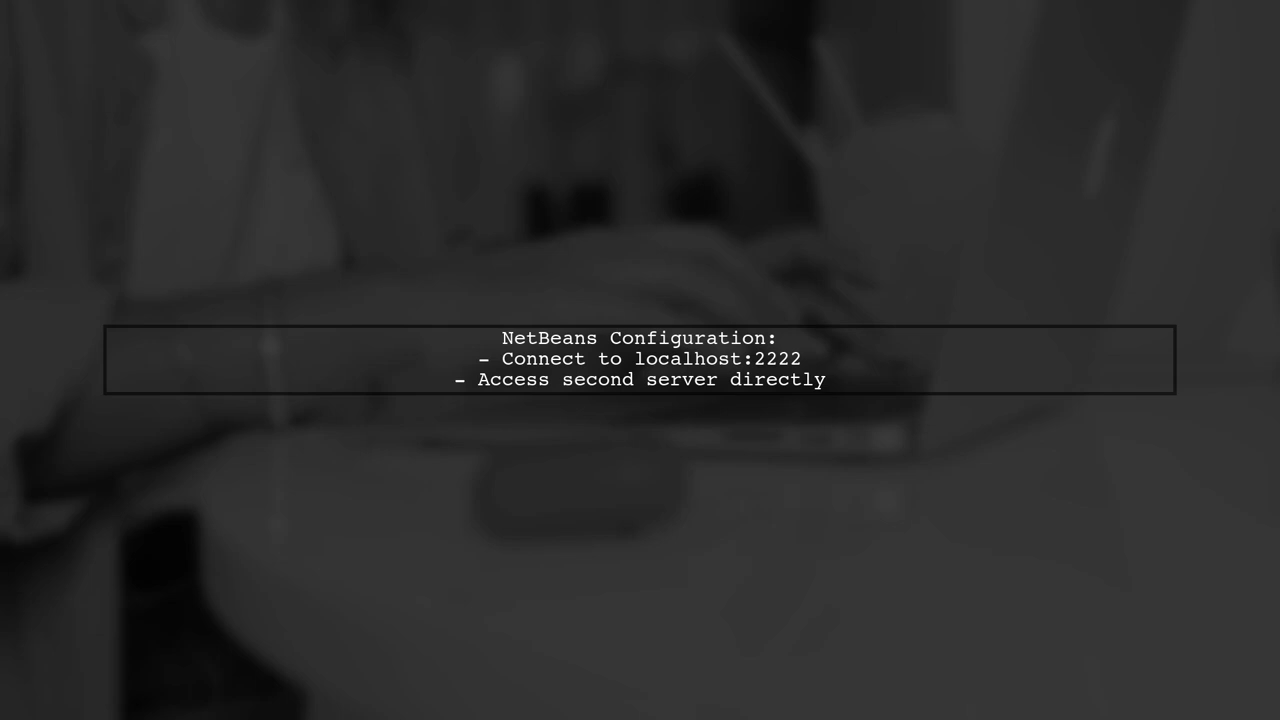 NetBeans Configuration:
- Connect to localhost:2222
- Access second server directly